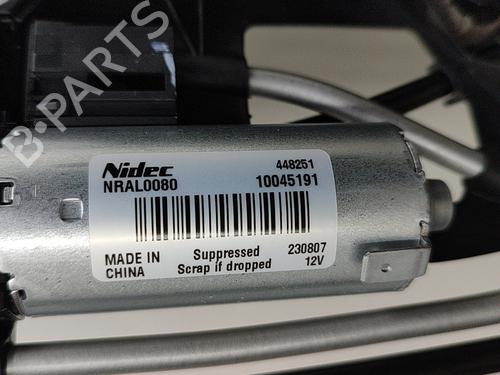 B-PARTS
Nidec 448251
NRAL0080 10045191
MADE IN CHINA Suppressed 230807
Scrap if dropped 12V